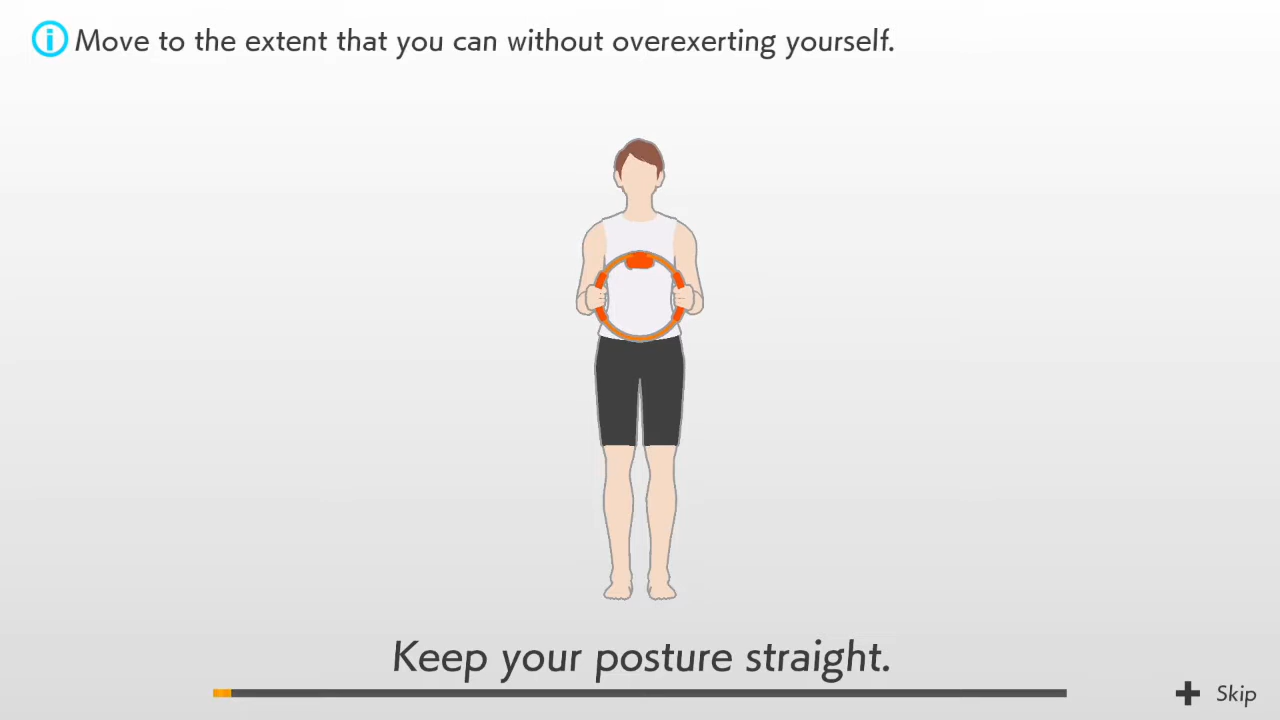 Move to the extent that you can without overexerting yourself.
Keep your posture straight.
Skip